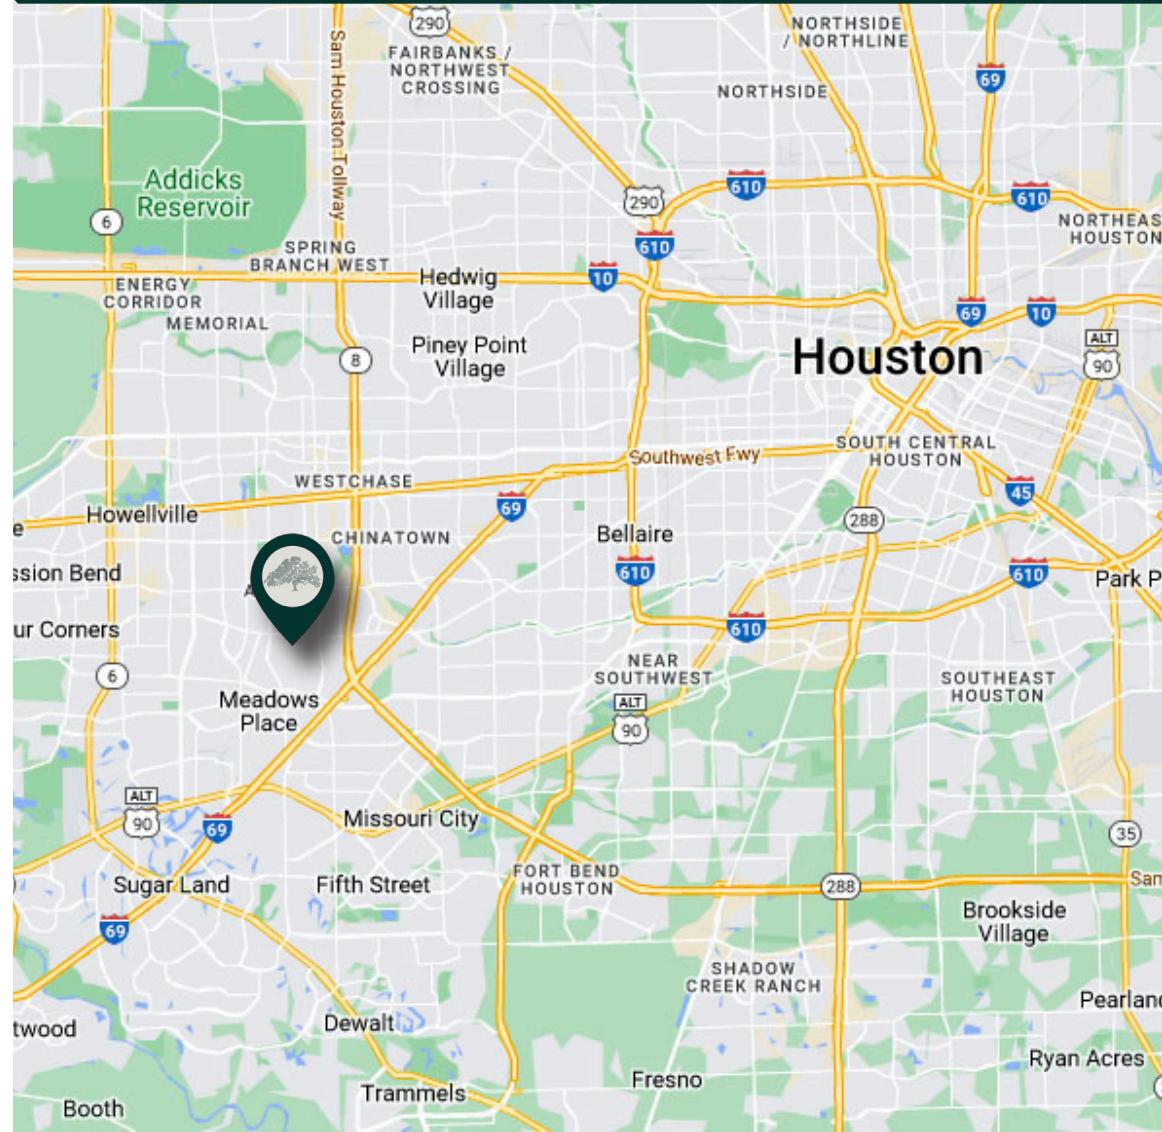 290
Sam Houston Tollway
FAIRBANKS /
NORTHWEST
CROSSING
NORTHSIDE
/ NORTHLINE
69
NORTHSIDE
Addicks
Reservoir
6
290
610
610
610
NORTHEAS
HOUSTON
SPRING
BRANCH WEST
ENERGY
CORRIDOR
Hedwig
Village
10
69
10
MEMORIAL
8
Piney Point
Village
Houston
ALT
90
WESTCHASE
Southwest Fwy
SOUTH CENTRAL
HOUSTON
69
45
Howellville
e
CHINATOWN
Bellaire
288
ssion Bend
A
610
610
Park P
ur Corners
610
6
NEAR
SOUTHWEST
SOUTHEAST
HOUSTON
Meadows
Place
ALT
90
ALT
90
69
Missouri City
35
Sugar Land
Fifth Street
FORT BEND
HOUSTON
288
Sam
69
Brookside
Village
SHADOW
CREEK RANCH
Pearland
twood
Dewalt
Ryan Acres
Trammels
Fresno
Booth